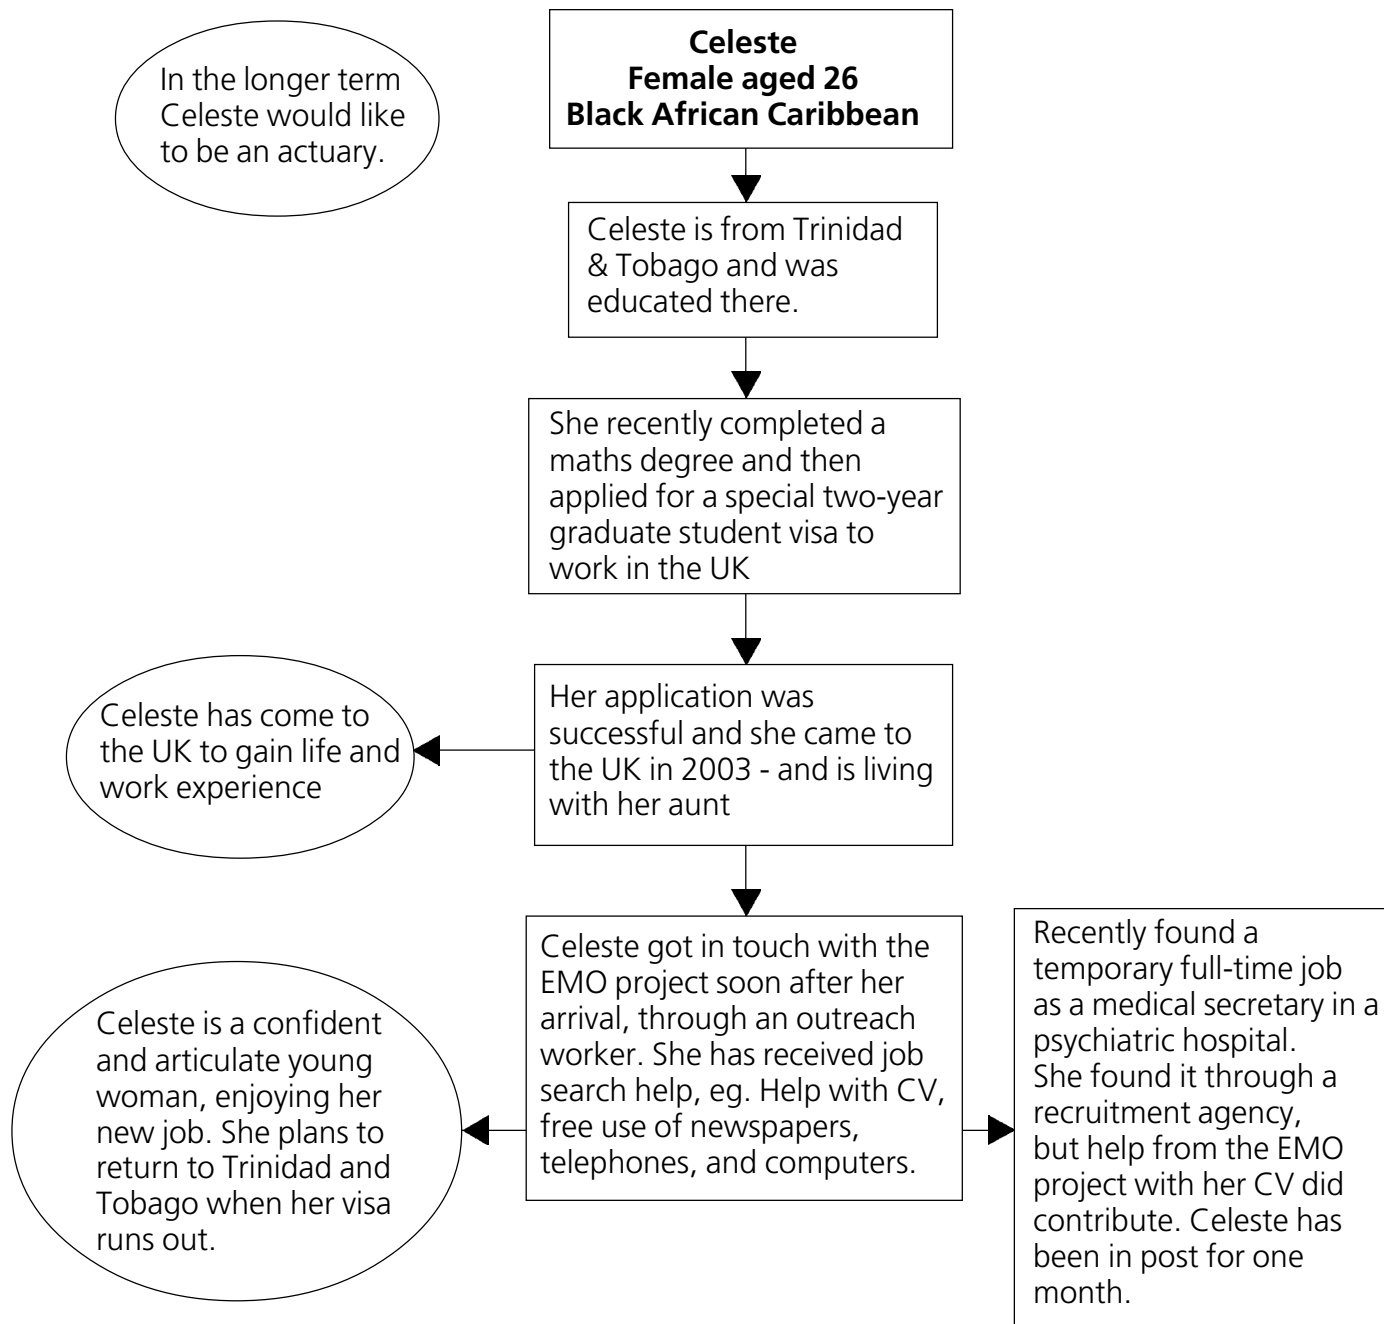 In the longer term
Celeste would like
to be an actuary.
Celeste
Female aged 26
Black African Caribbean
Celeste is from Trinidad
& Tobago and was
educated there.
She recently completed a
maths degree and then
applied for a special two-year
graduate student visa to
work in the UK
Her application was
successful and she came to
the UK in 2003 - and is living
with her aunt
Celeste has come to
the UK to gain life and
work experience
Celeste got in touch with the
EMO project soon after her
arrival, through an outreach
worker. She has received job
search help, eg. Help with CV,
free use of newspapers,
telephones, and computers.
Celeste is a confident
and articulate young
woman, enjoying her
new job. She plans to
return to Trinidad and
Tobago when her visa
runs out.
Recently found a
temporary full-time job
as a medical secretary in a
psychiatric hospital.
She found it through a
recruitment agency,
but help from the EMO
project with her CV did
contribute. Celeste has
been in post for one
month.